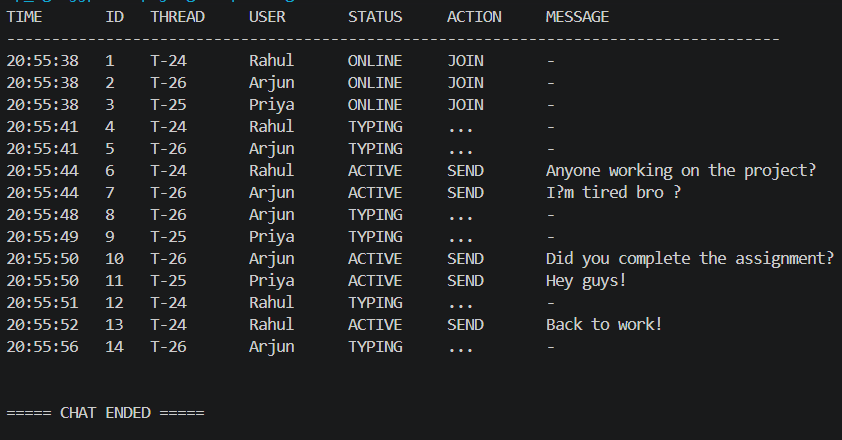 TIME ID THREAD USER STATUS ACTION MESSAGE
--------------------------------------------------------------------------------------
20:55:38 1 T-24 Rahul ONLINE JOIN -
20:55:38 2 T-26 Arjun ONLINE JOIN -
20:55:38 3 T-25 Priya ONLINE JOIN -
20:55:41 4 T-24 Rahul TYPING ... -
20:55:41 5 T-26 Arjun TYPING ... -
20:55:44 6 T-24 Rahul ACTIVE SEND Anyone working on the project?
20:55:44 7 T-26 Arjun ACTIVE SEND I?m tired bro ?
20:55:48 8 T-26 Arjun TYPING ... -
20:55:49 9 T-25 Priya TYPING ... -
20:55:50 10 T-26 Arjun ACTIVE SEND Did you complete the assignment?
20:55:50 11 T-25 Priya ACTIVE SEND Hey guys!
20:55:51 12 T-24 Rahul TYPING ... -
20:55:52 13 T-24 Rahul ACTIVE SEND Back to work!
20:55:56 14 T-26 Arjun TYPING ... -
===== CHAT ENDED =====